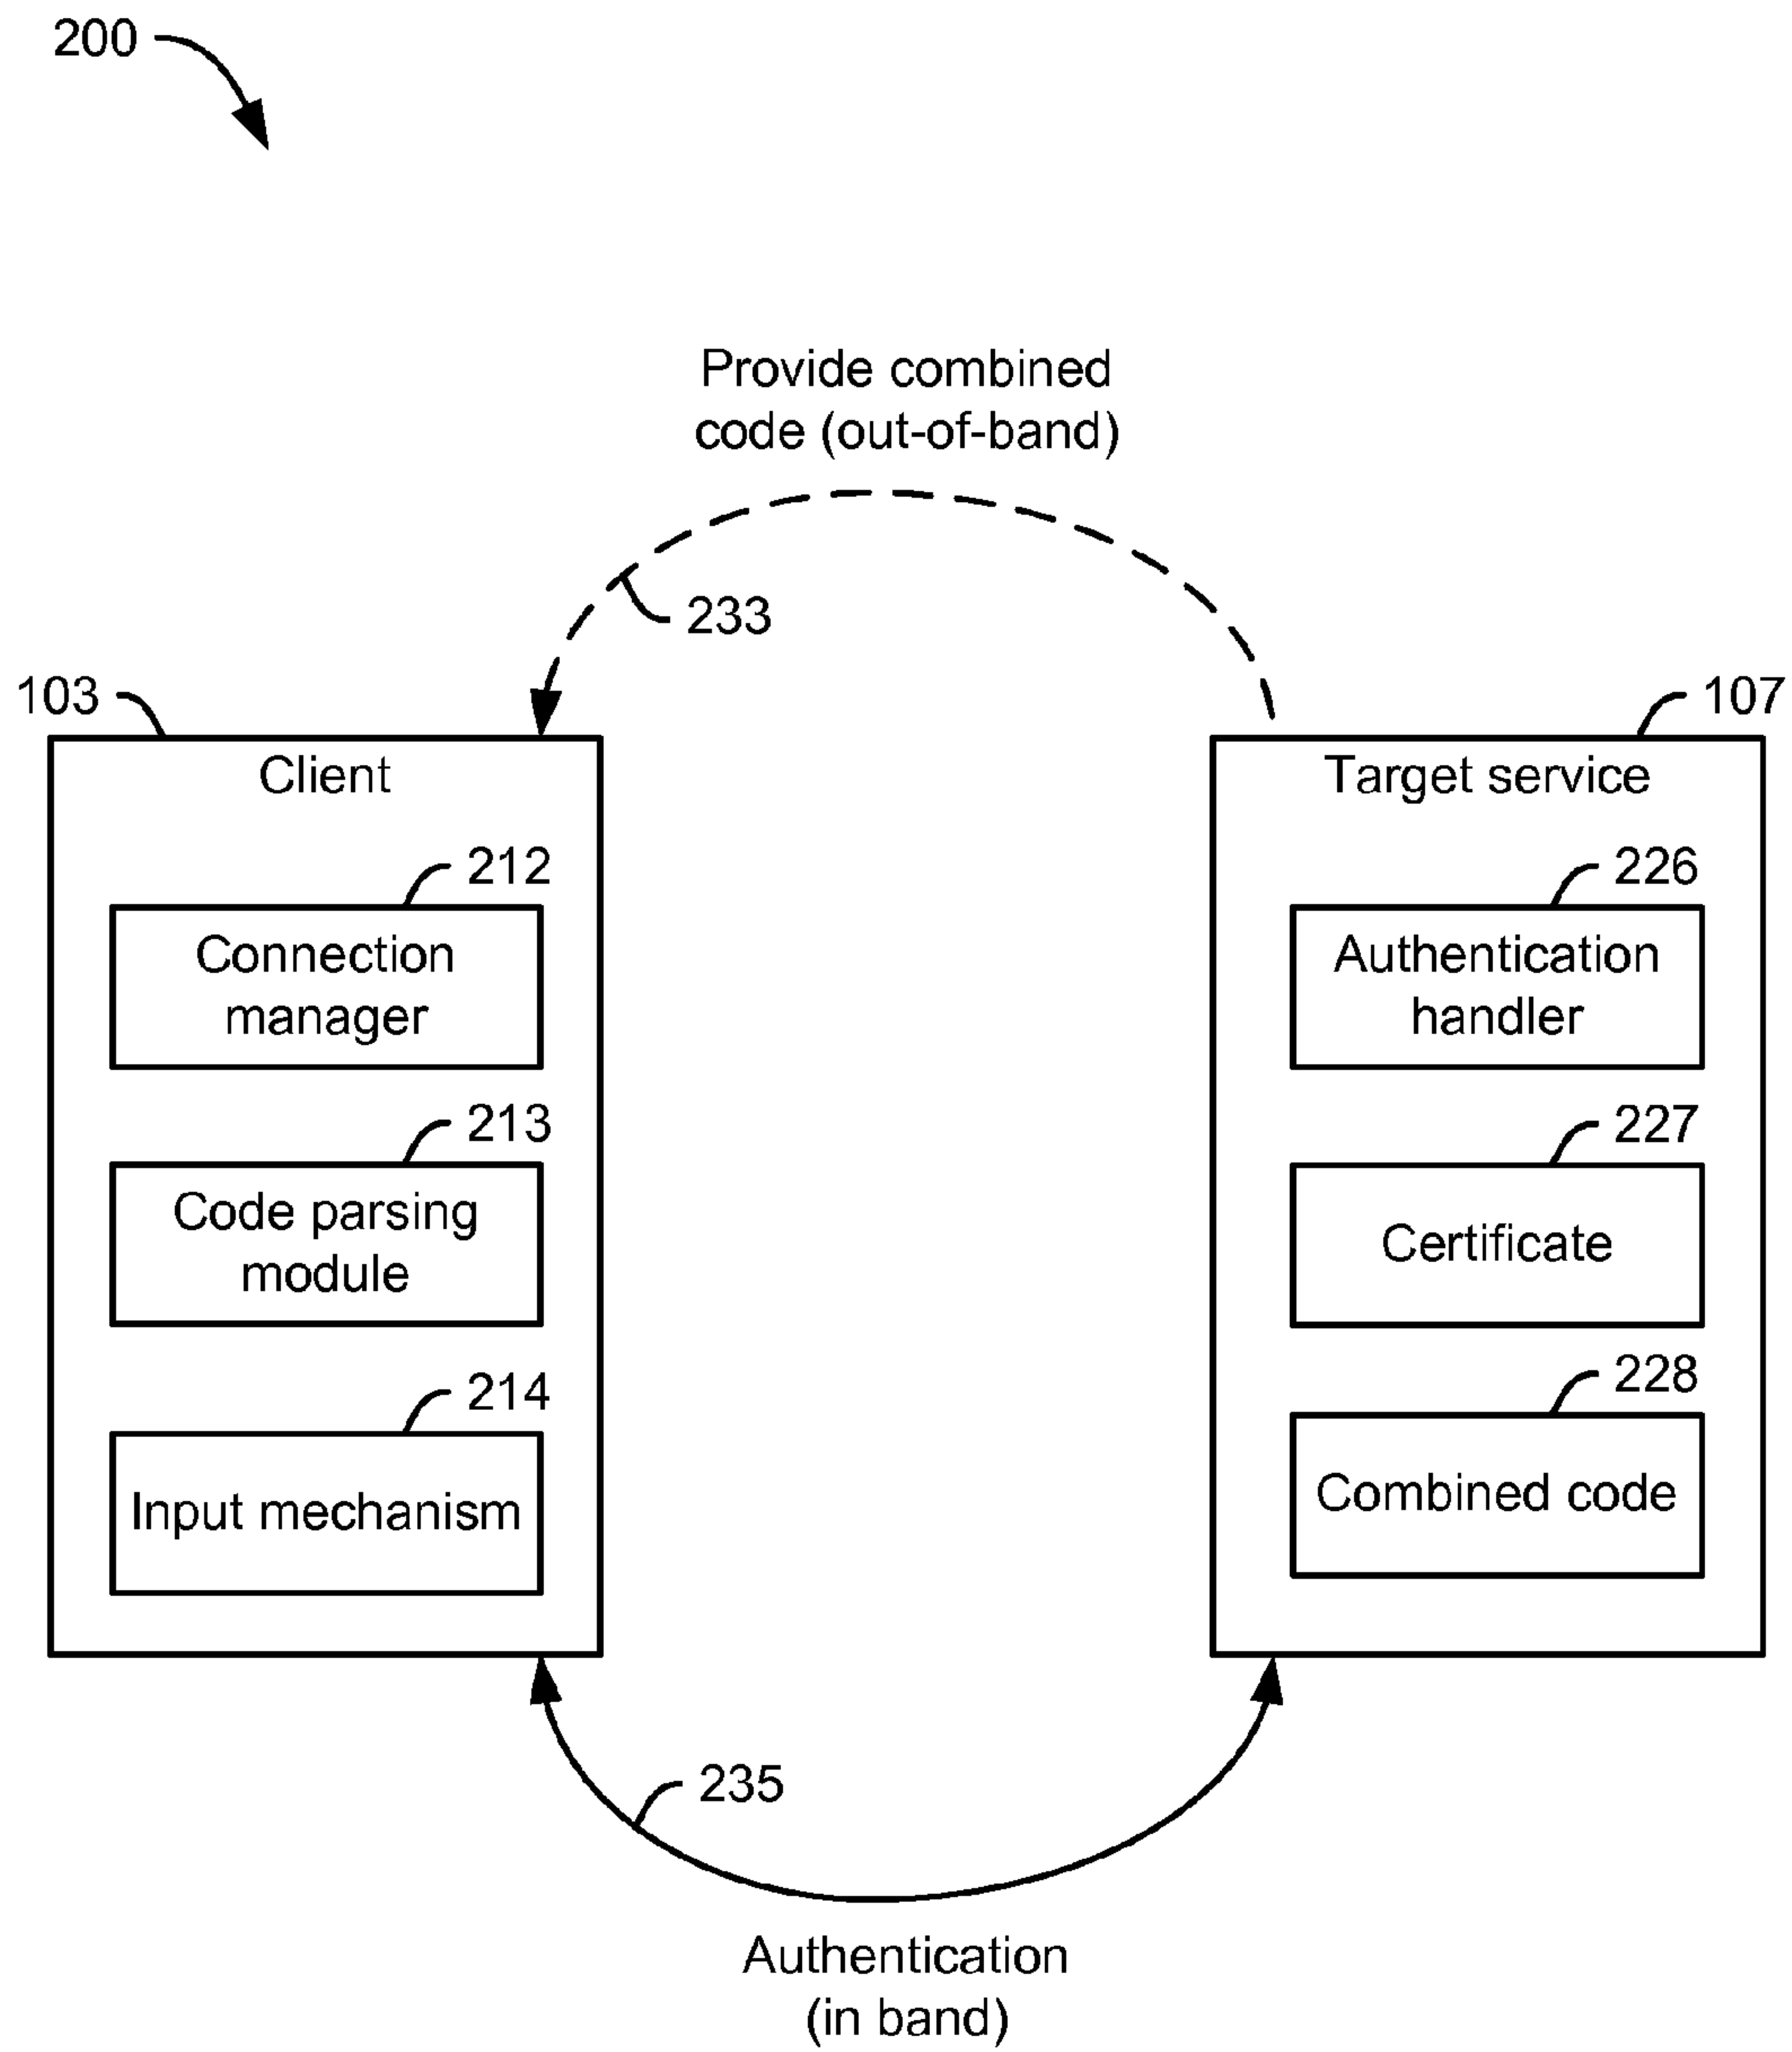 200
Provide combined
code (out-of-band)
233
103
107
Client
Target service
212
226
Connection
manager
Authentication
handler
213
227
Code parsing
module
Certificate
214
228
Input mechanism
Combined code
235
Authentication
(in band)